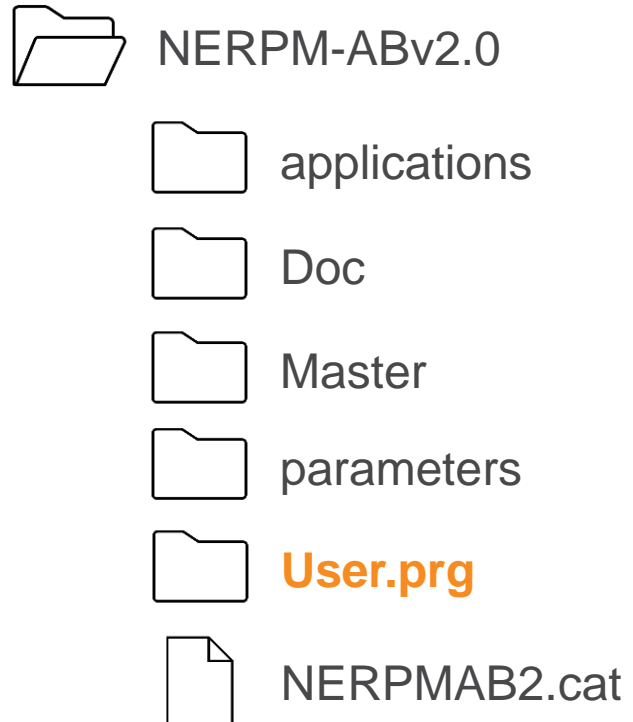 NERPM-ABv2.0
applications
Doc
Master
parameters
User.prg
NERPMAB2.cat